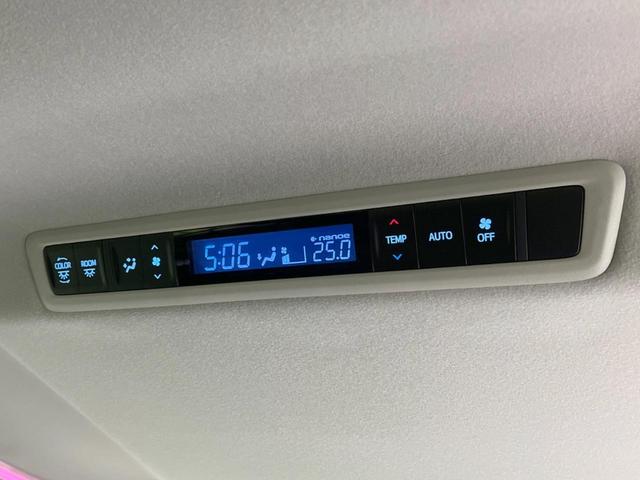 COLOR
ROOM
5:06
nanoe
25.0
TEMP
AUTO
OFF